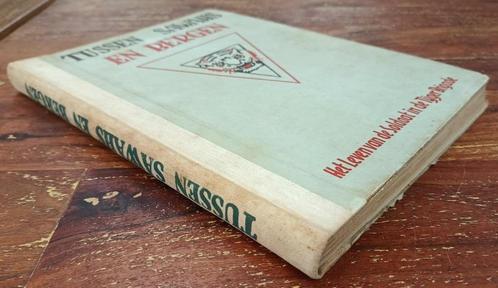 TUSSEN SAWAHS
EN BERGEN
Het leven van de Soldaat in de Tijger Brigade
TUSSEN SAWAHS EN BERGEN